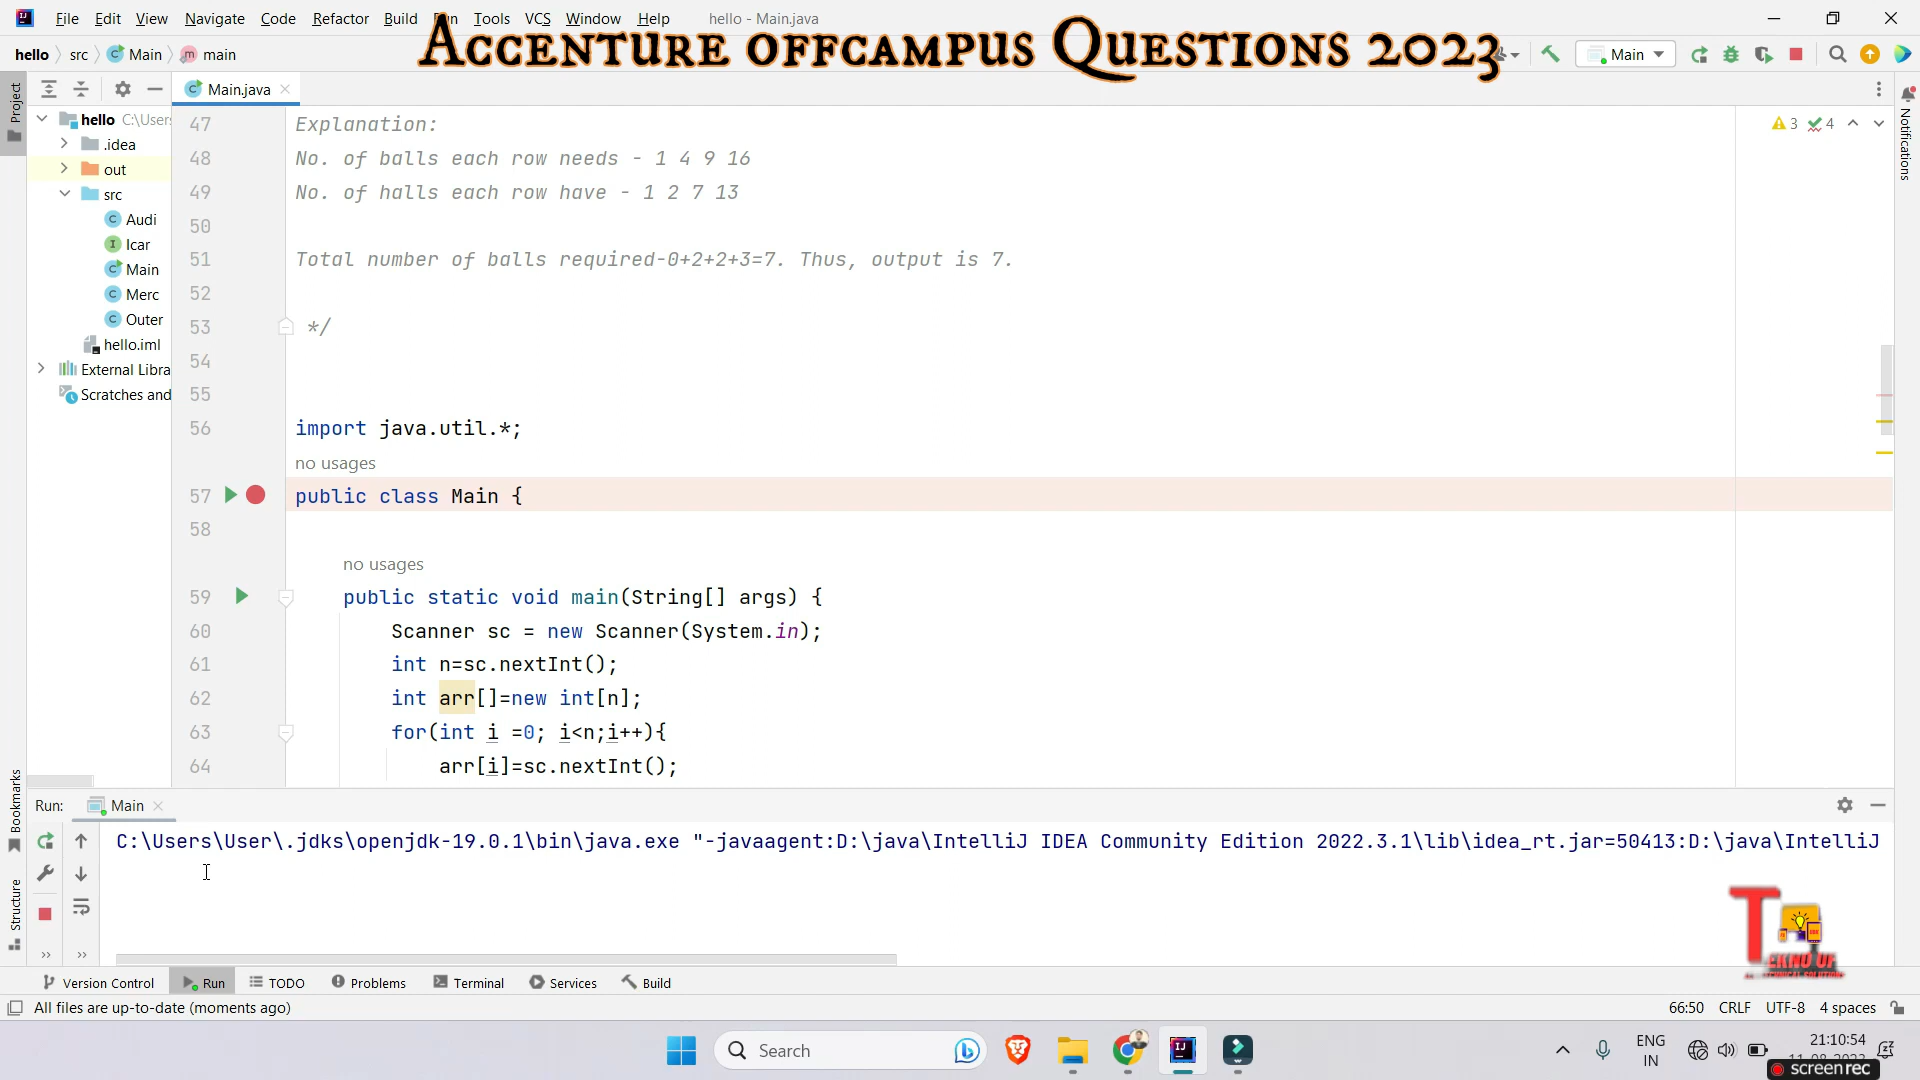 File Edit View Navigate Code Refactor Build Tools VCS Window Help hello - Main.java
Accenture offcampus Questions 2023
hello src Main main
Main
Project
Main.java
Notifications
hello C:\Users
.idea
out
src
Audi
Icar
Main
Merc
Outer
hello.iml
External Libra
Scratches and
3 4
47 Explanation:
48 No. of balls each row needs - 1 4 9 16
49 No. of halls each row have - 1 2 7 13
50
51 Total number of balls required-0+2+2+3=7. Thus, output is 7.
52
53 */
54
55
56 import java.util.*;
no usages
57 public class Main {
58
no usages
59 public static void main(String[] args) {
60 Scanner sc = new Scanner(System.in);
61 int n=sc.nextInt();
62 int arr[]=new int[n];
63 for(int i =0; i<n;i++){
64 arr[i]=sc.nextInt();
Bookmarks
Structure
Run: Main
C:\Users\User\.jdks\openjdk-19.0.1\bin\java.exe "-javaagent:D:\java\IntelliJ IDEA Community Edition 2022.3.1\lib\idea_rt.jar=50413:D:\java\IntelliJ
TEKNO UF
Version Control Run TODO Problems Terminal Services Build
All files are up-to-date (moments ago)
66:50 CRLF UTF-8 4 spaces
Search
ENG
IN
21:10:54
screenrec